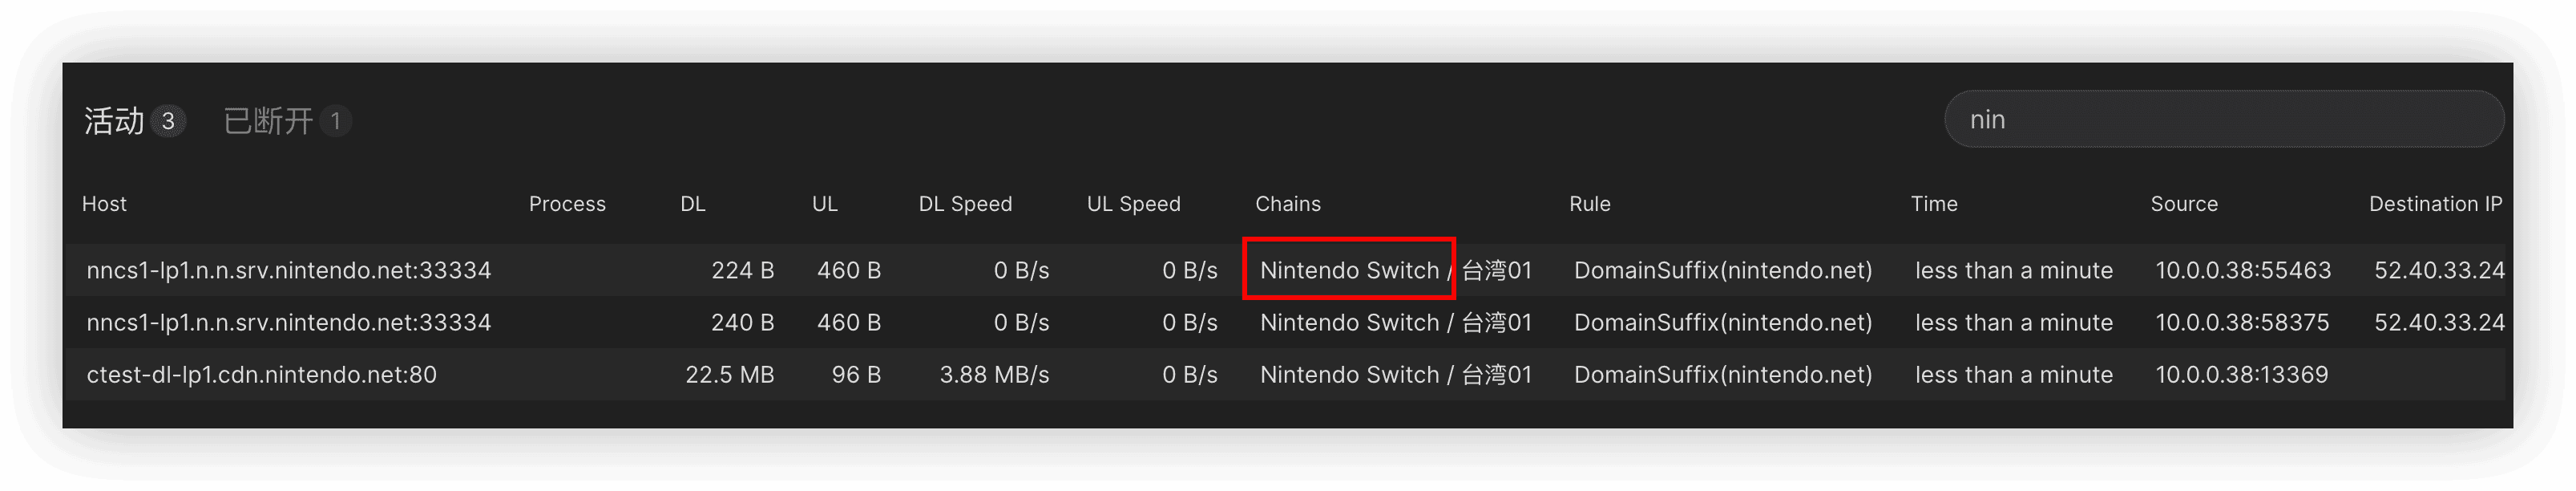 活动 3 已断开 1 nin
Host Process DL UL DL Speed UL Speed Chains Rule Time Source Destination IP
nncs1-lp1.n.n.srv.nintendo.net:33334 224 B 460 B 0 B/s 0 B/s Nintendo Switch / 台湾01 DomainSuffix(nintendo.net) less than a minute 10.0.0.38:55463 52.40.33.24
nncs1-lp1.n.n.srv.nintendo.net:33334 240 B 460 B 0 B/s 0 B/s Nintendo Switch / 台湾01 DomainSuffix(nintendo.net) less than a minute 10.0.0.38:58375 52.40.33.24
ctest-dl-lp1.cdn.nintendo.net:80 22.5 MB 96 B 3.88 MB/s 0 B/s Nintendo Switch / 台湾01 DomainSuffix(nintendo.net) less than a minute 10.0.0.38:13369